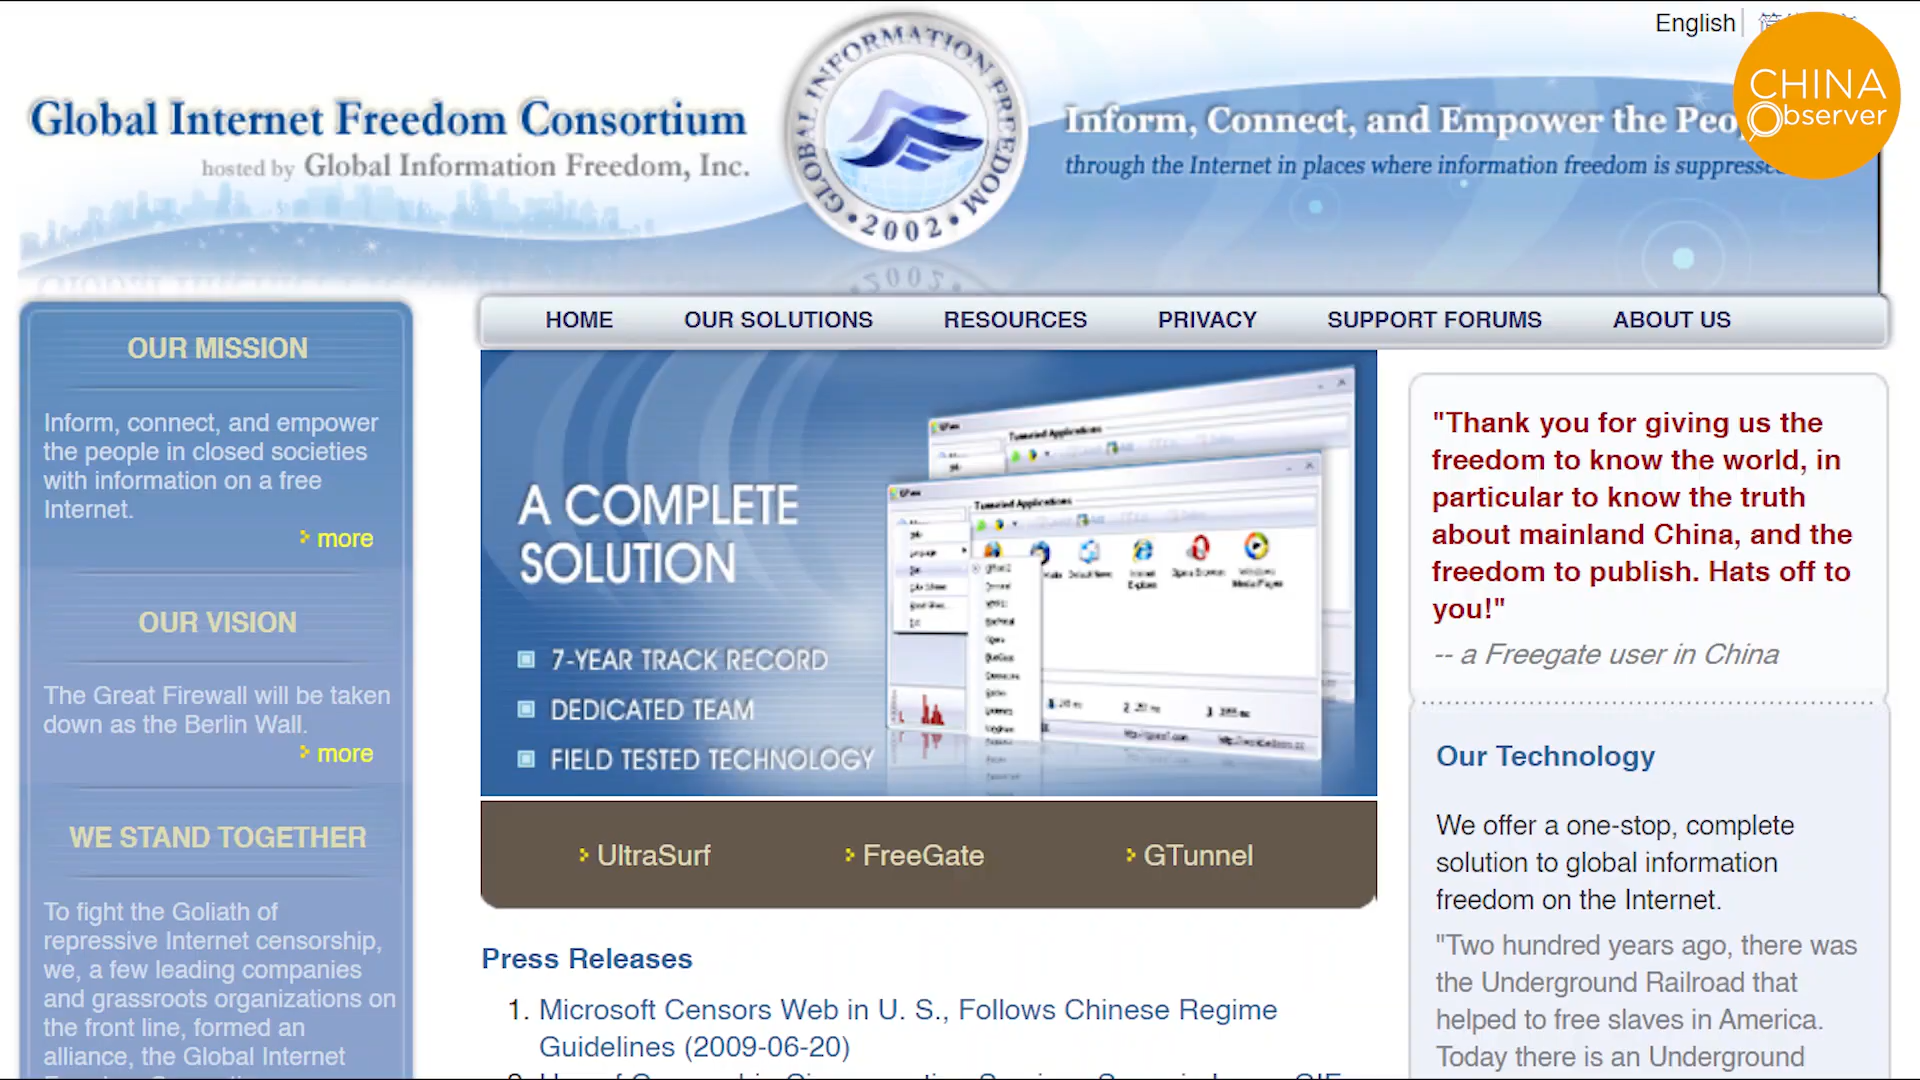 English
CHINA
Observer
Global Internet Freedom Consortium
hosted by Global Information Freedom, Inc.
GLOBAL INFORMATION FREEDOM
• 2002 •
Inform, Connect, and Empower the
through the Internet in places where information freedom is
HOME
OUR SOLUTIONS
RESOURCES
PRIVACY
SUPPORT FORUMS
ABOUT US
OUR MISSION
Inform, connect, and empower
the people in closed societies
with information on a free
Internet.
more
OUR VISION
The Great Firewall will be taken
down as the Berlin Wall.
more
WE STAND TOGETHER
To fight the Goliath of
repressive Internet censorship,
we, a few leading companies
and grassroots organizations on
the front line, formed an
alliance, the Global Internet
A COMPLETE
SOLUTION
7-YEAR TRACK RECORD
DEDICATED TEAM
FIELD TESTED TECHNOLOGY
Tunneled Applications
Tunneled Applications
UltraSurf
FreeGate
GTunnel
Press Releases
1. Microsoft Censors Web in U. S., Follows Chinese Regime
Guidelines (2009-06-20)
"Thank you for giving us the
freedom to know the world, in
particular to know the truth
about mainland China, and the
freedom to publish. Hats off to
you!"
-- a Freegate user in China
Our Technology
We offer a one-stop, complete
solution to global information
freedom on the Internet.
"Two hundred years ago, there was
the Underground Railroad that
helped to free slaves in America.
Today there is an Underground